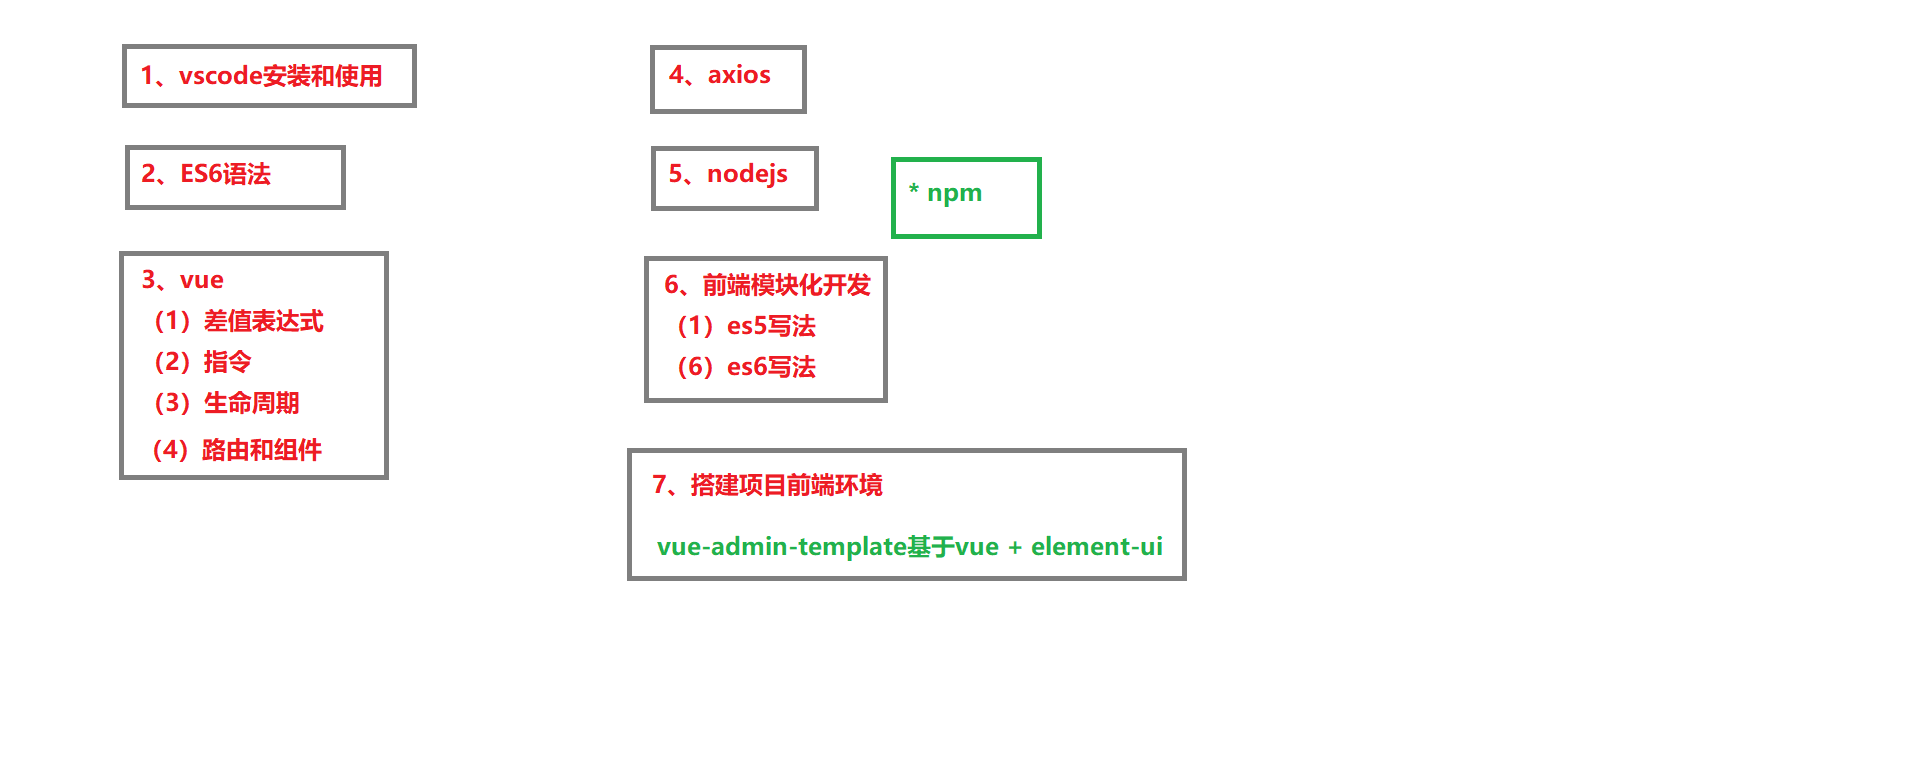 1、vscode安装和使用
2、ES6语法
3、vue
（1）差值表达式
（2）指令
（3）生命周期
（4）路由和组件
4、axios
5、nodejs
* npm
6、前端模块化开发
（1）es5写法
（6）es6写法
7、搭建项目前端环境
vue-admin-template基于vue + element-ui